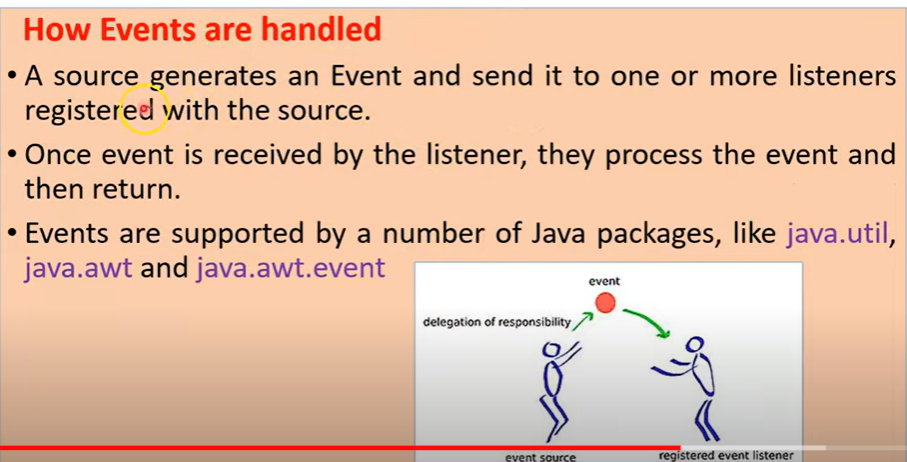 How Events are handled
• A source generates an Event and send it to one or more listeners
registered with the source.
• Once event is received by the listener, they process the event and
then return.
• Events are supported by a number of Java packages, like java.util,
java.awt and java.awt.event
event
delegation of responsibility
event source
registered event listener